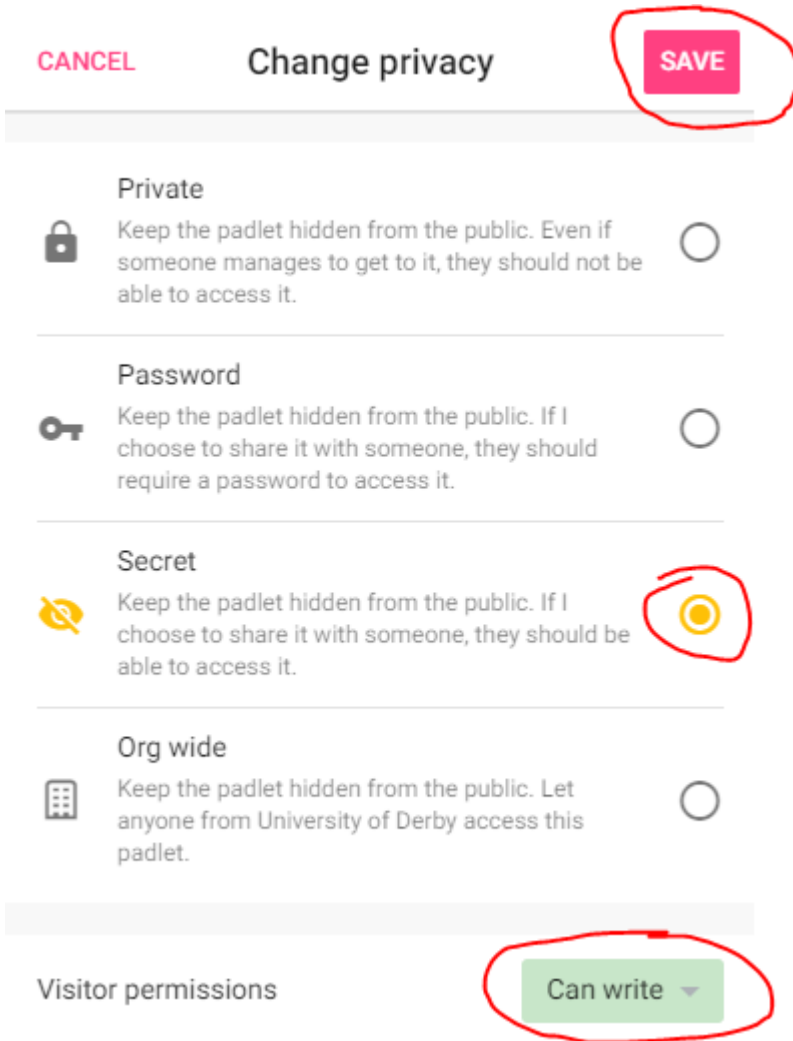 CANCEL Change privacy SAVE
Private
Keep the padlet hidden from the public. Even if
someone manages to get to it, they should not be
able to access it.
Password
Keep the padlet hidden from the public. If I
choose to share it with someone, they should
require a password to access it.
Secret
Keep the padlet hidden from the public. If I
choose to share it with someone, they should be
able to access it.
Org wide
Keep the padlet hidden from the public. Let
anyone from University of Derby access this
padlet.
Visitor permissions Can write